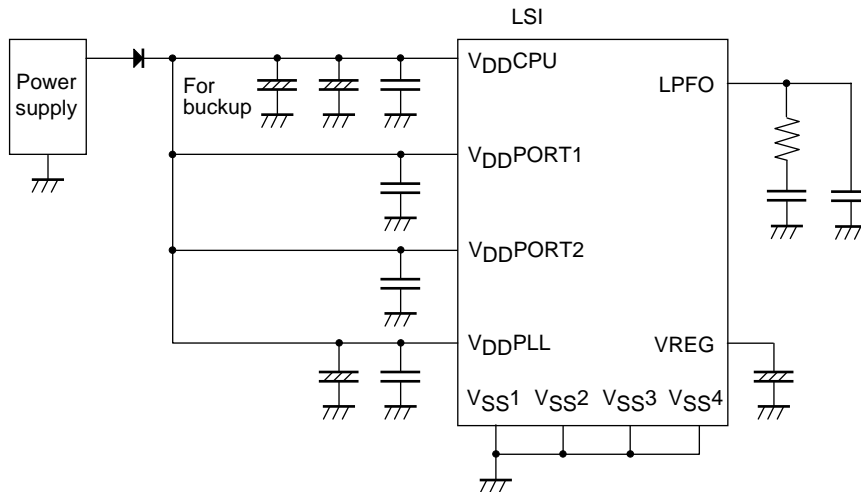 LSI
Power
supply
For
buckup
VDDCPU
LPFO
VDDPORT1
VDDPORT2
VDDPLL
VREG
VSS1 VSS2 VSS3 VSS4